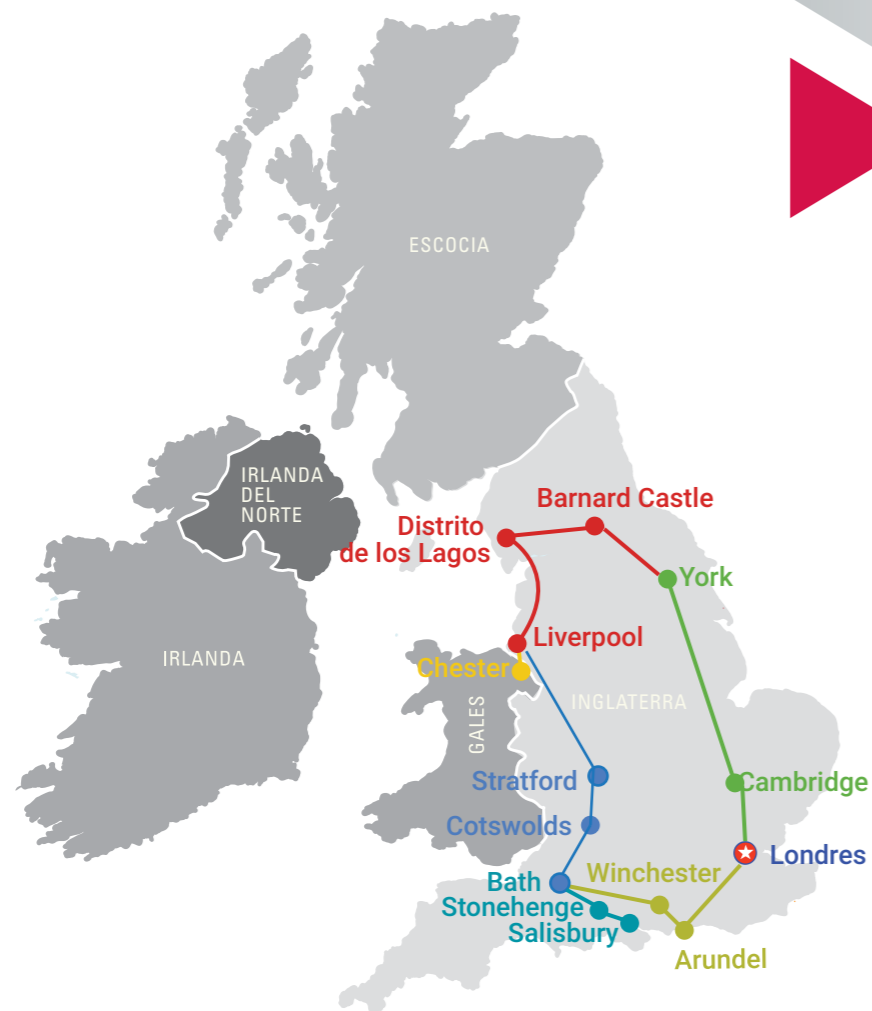 ESCOCIA
IRLANDA
DEL
NORTE
Barnard Castle
Distrito
de los Lagos
York
Liverpool
IRLANDA
Chester
GALES
INGLATERRA
Stratford
Cambridge
Cotswolds
Londres
Winchester
Bath
Stonehenge
Salisbury
Arundel